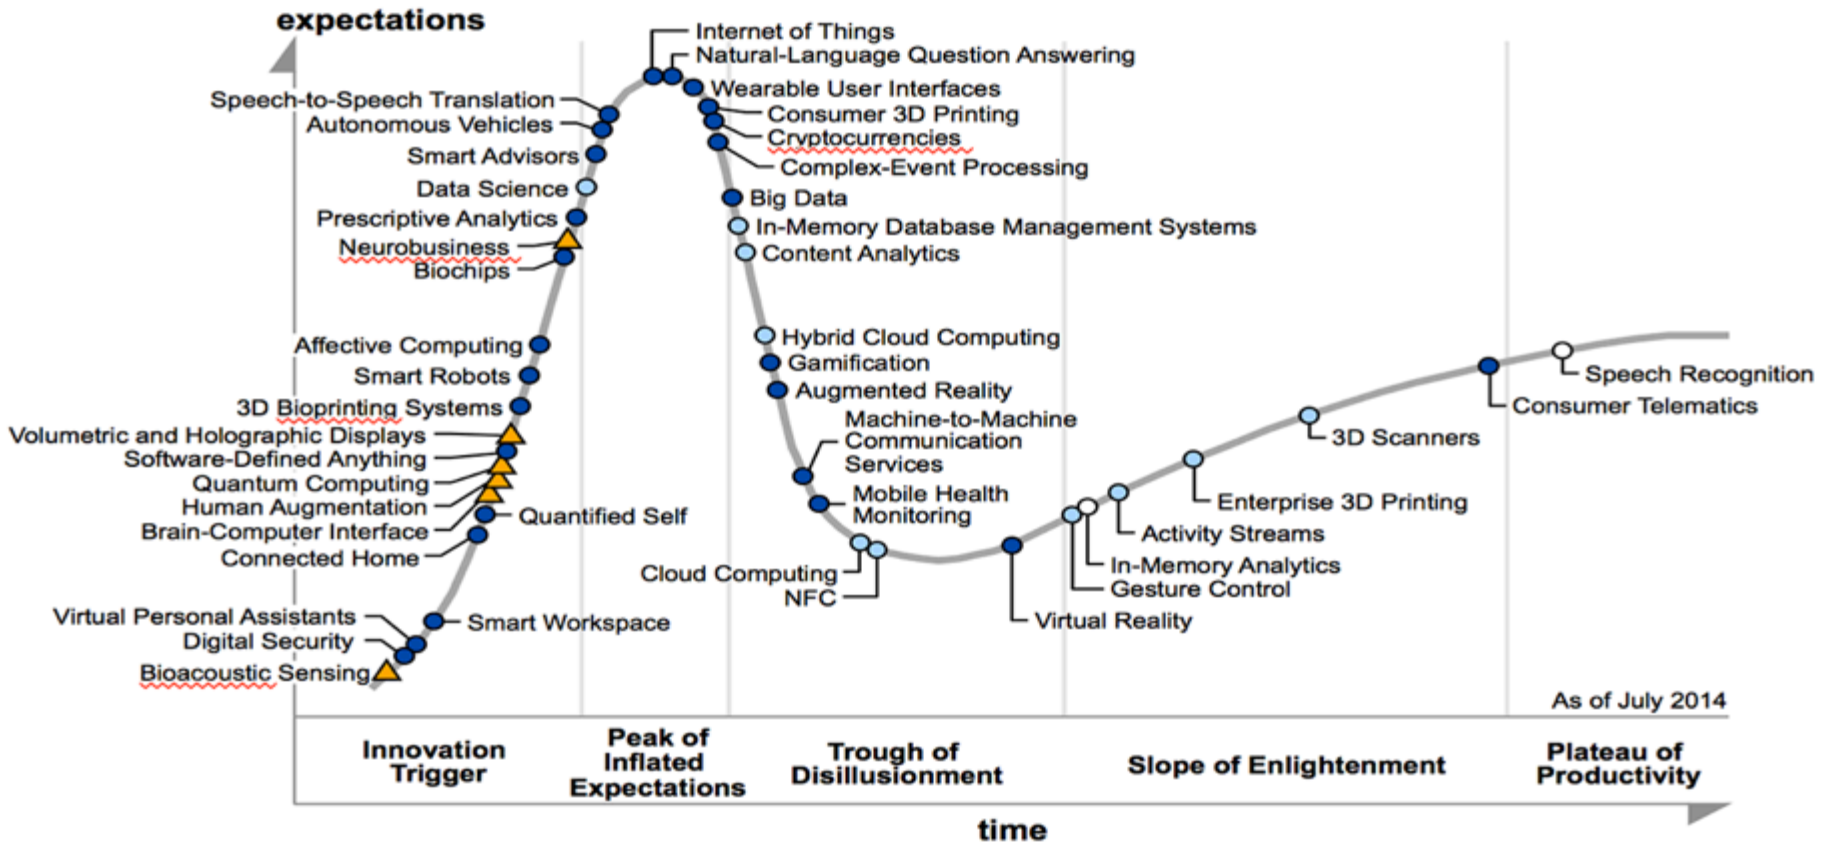 expectations
Internet of Things
Natural-Language Question Answering
Wearable User Interfaces
Consumer 3D Printing
Cryptocurrencies
Complex-Event Processing
Speech-to-Speech Translation
Autonomous Vehicles
Smart Advisors
Data Science
Prescriptive Analytics
Neurobusiness
Biochips
Big Data
In-Memory Database Management Systems
Content Analytics
Affective Computing
Smart Robots
3D Bioprinting Systems
Volumetric and Holographic Displays
Software-Defined Anything
Quantum Computing
Human Augmentation
Brain-Computer Interface
Connected Home
Quantified Self
Virtual Personal Assistants
Digital Security
Bioacoustic Sensing
Smart Workspace
Hybrid Cloud Computing
Gamification
Augmented Reality
Machine-to-Machine
Communication
Services
Mobile Health
Monitoring
Cloud Computing
NFC
Virtual Reality
Speech Recognition
Consumer Telematics
3D Scanners
Enterprise 3D Printing
Activity Streams
In-Memory Analytics
Gesture Control
As of July 2014
Innovation
Trigger
Peak of
Inflated
Expectations
Trough of
Disillusionment
Slope of Enlightenment
Plateau of
Productivity
time